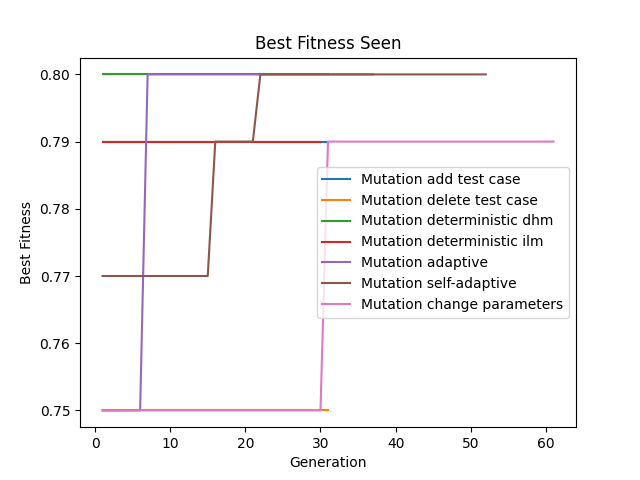 Best Fitness Seen
0.80
0.79
0.78
0.77
0.76
0.75
Best Fitness
Mutation add test case
Mutation delete test case
Mutation deterministic dhm
Mutation deterministic ilm
Mutation adaptive
Mutation self-adaptive
Mutation change parameters
0 10 20 30 40 50 60
Generation